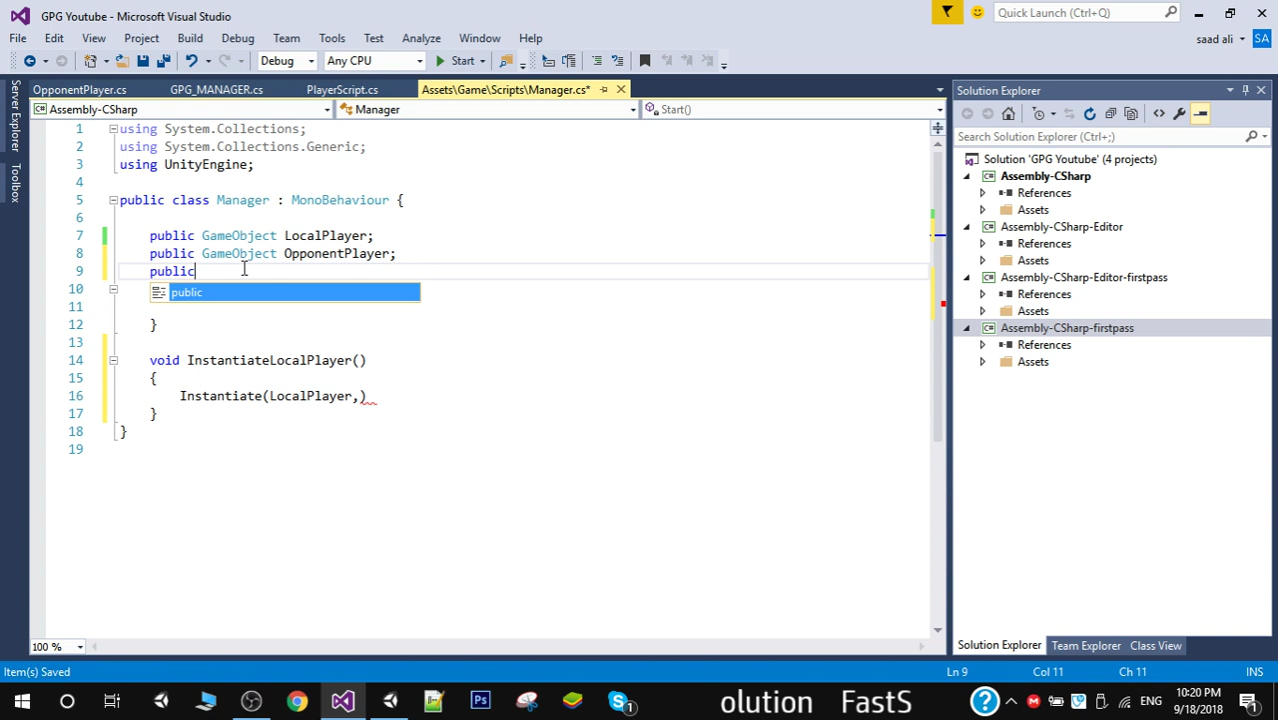 GPG Youtube - Microsoft Visual Studio
Quick Launch (Ctrl+Q)
File Edit View Project Build Debug Team Tools Test Analyze Window Help
saad ali SA
Debug Any CPU Start
OpponentPlayer.cs GPG_MANAGER.cs PlayerScript.cs Assets\Game\Scripts\Manager.cs*
Assembly-CSharp Manager Start()
Server Explorer
Toolbox
1 using System.Collections;
2 using System.Collections.Generic;
3 using UnityEngine;
4
5 public class Manager : MonoBehaviour {
6
7 public GameObject LocalPlayer;
8 public GameObject OpponentPlayer;
9 public
public
10
11
12 }
13
14 void InstantiateLocalPlayer()
15 {
16 Instantiate(LocalPlayer,)
17 }
18 }
19
100 %
Solution Explorer
Search Solution Explorer (Ctrl+;)
Solution 'GPG Youtube' (4 projects)
Assembly-CSharp
References
Assets
Assembly-CSharp-Editor
References
Assets
Assembly-CSharp-Editor-firstpass
References
Assets
Assembly-CSharp-firstpass
References
Assets
Solution Explorer Team Explorer Class View
Item(s) Saved Ln 9 Col 11 Ch 11 INS
olution FastS
ENG
10:20 PM
9/18/2018